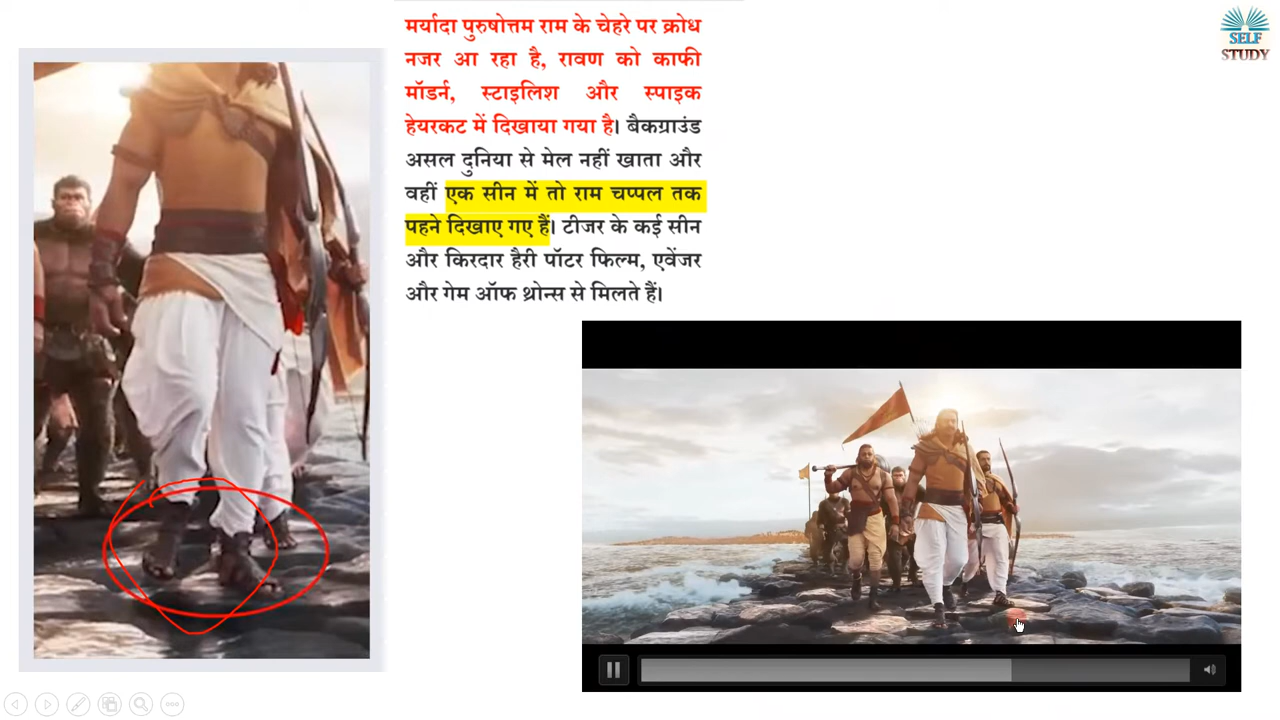 मर्यादा पुरुषोत्तम राम के चेहरे पर क्रोध
नजर आ रहा है, रावण को काफी
मॉडर्न, स्टाइलिश और स्पाइक
हेयरकट में दिखाया गया है। बैकग्राउंड
असल दुनिया से मेल नहीं खाता और
वहीं एक सीन में तो राम चप्पल तक
पहने दिखाए गए हैं। टीजर के कई सीन
और किरदार हैरी पॉटर फिल्म, एवेंजर
और गेम ऑफ थ्रोन्स से मिलते हैं।
SELF
STUDY